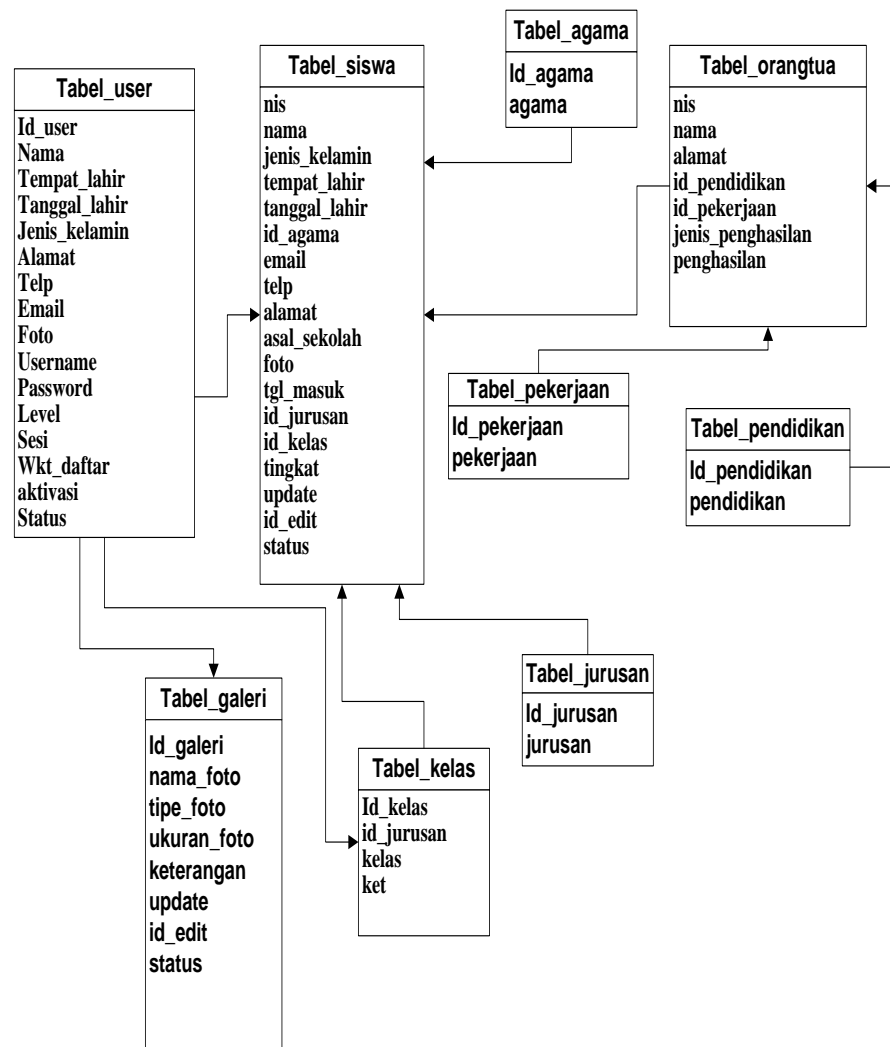 Tabel_user
Id_user
Nama
Tempat_lahir
Tanggal_lahir
Jenis_kelamin
Alamat
Telp
Email
Foto
Username
Password
Level
Sesi
Wkt_daftar
aktivasi
Status
Tabel_siswa
nis
nama
jenis_kelamin
tempat_lahir
tanggal_lahir
id_agama
email
telp
alamat
asal_sekolah
foto
tgl_masuk
id_jurusan
id_kelas
tingkat
update
id_edit
status
Tabel_agama
Id_agama
agama
Tabel_orangtua
nis
nama
alamat
id_pendidikan
id_pekerjaan
jenis_penghasilan
penghasilan
Tabel_pekerjaan
Id_pekerjaan
pekerjaan
Tabel_pendidikan
Id_pendidikan
pendidikan
Tabel_jurusan
Id_jurusan
jurusan
Tabel_galeri
Id_galeri
nama_foto
tipe_foto
ukuran_foto
keterangan
update
id_edit
status
Tabel_kelas
Id_kelas
id_jurusan
kelas
ket